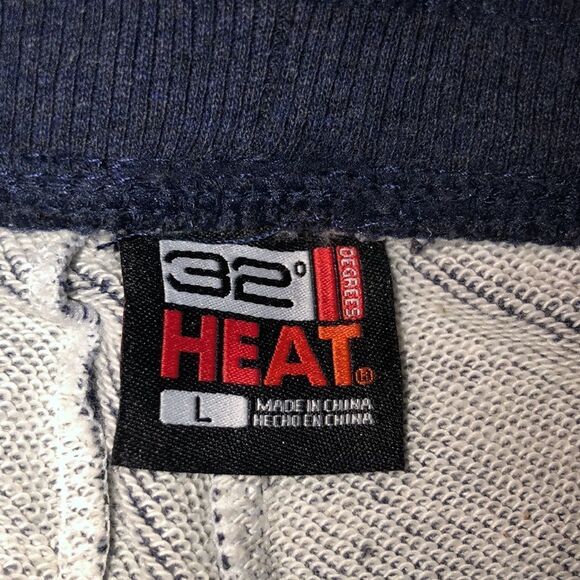 32°
DEGREES
HEAT®
L
MADE IN CHINA
HECHO EN CHINA